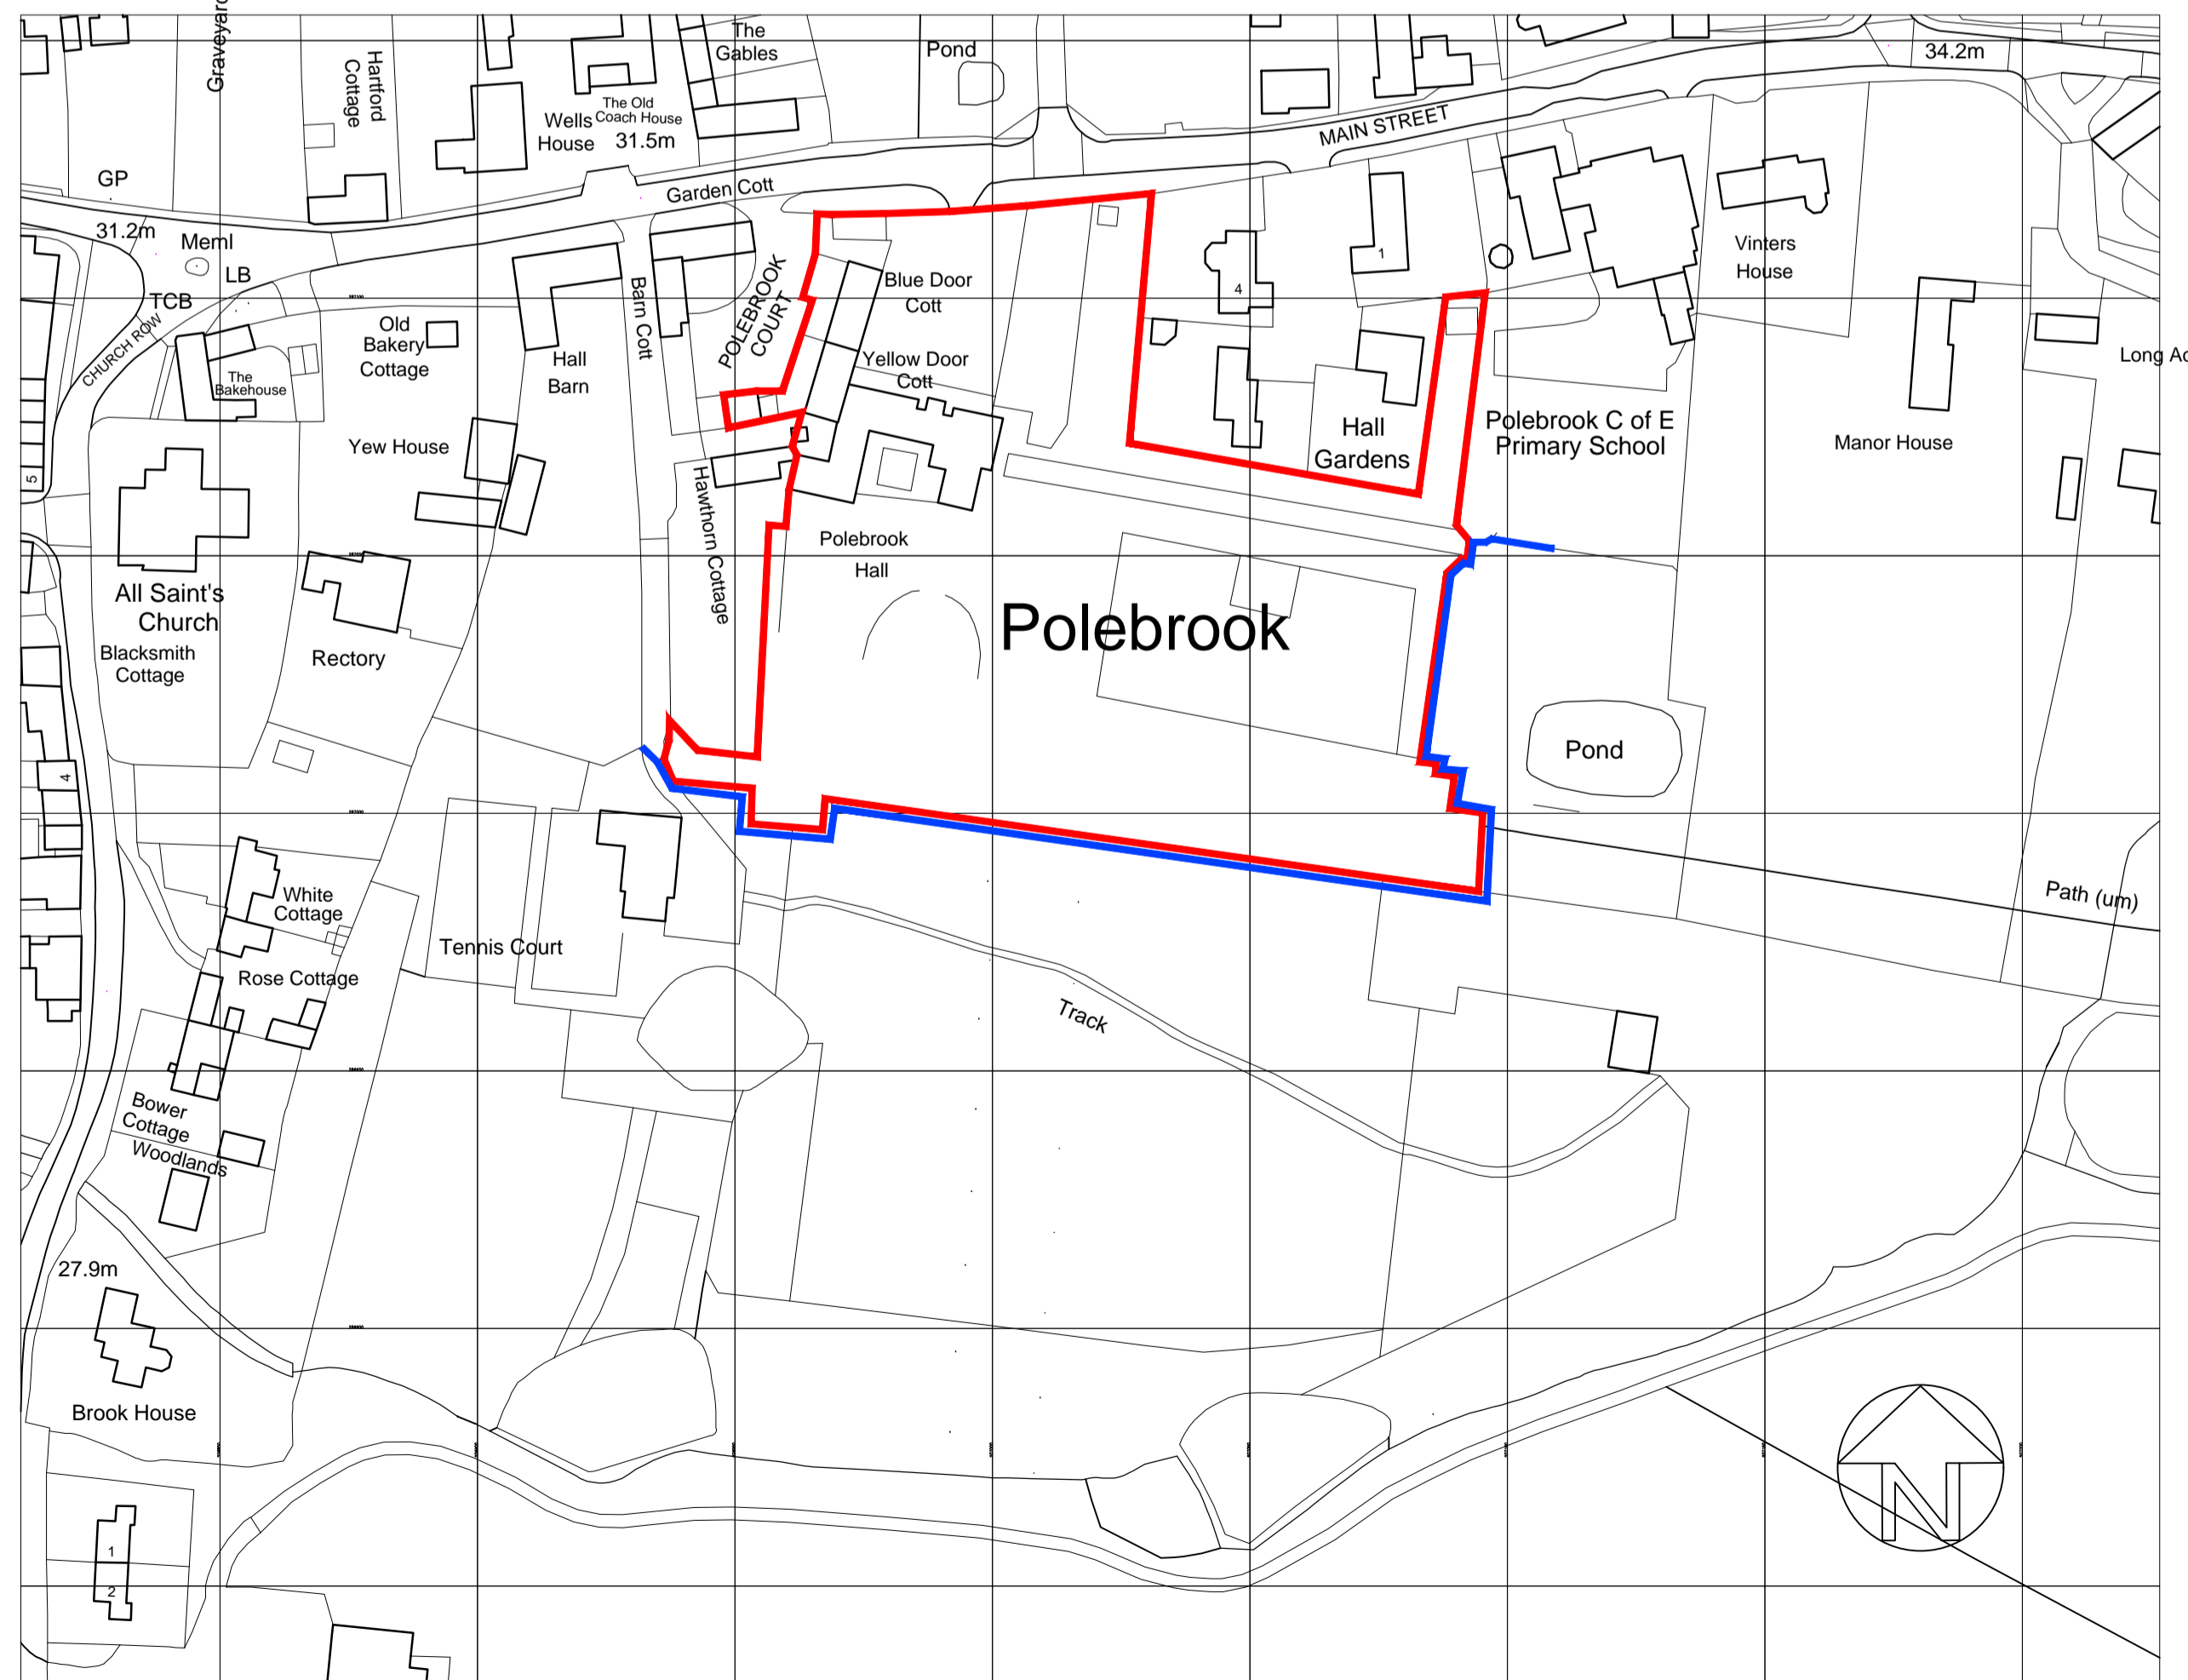 Graveyard
Hartford
Cottage
The
Gables
Pond
34.2m
The Old
Coach House
Wells
House
31.5m
MAIN STREET
GP
Garden Cott
31.2m
Meml
LB
TCB
CHURCH ROW
POLEBROOK
COURT
Barn Cott
Blue Door
Cott
4
1
Vinters
House
Old
Bakery
Cottage
The
Bakehouse
Hall
Barn
Yellow Door
Cott
Long
Hall
Gardens
Polebrook C of E
Primary School
Manor House
Yew House
5
Hawthorn Cottage
Polebrook
Hall
All Saint's
Church
Polebrook
Blacksmith
Cottage
Rectory
4
Pond
White
Cottage
Path (um)
Tennis Court
Rose Cottage
Track
Bower
Cottage
Woodlands
27.9m
Brook House
N
1
2